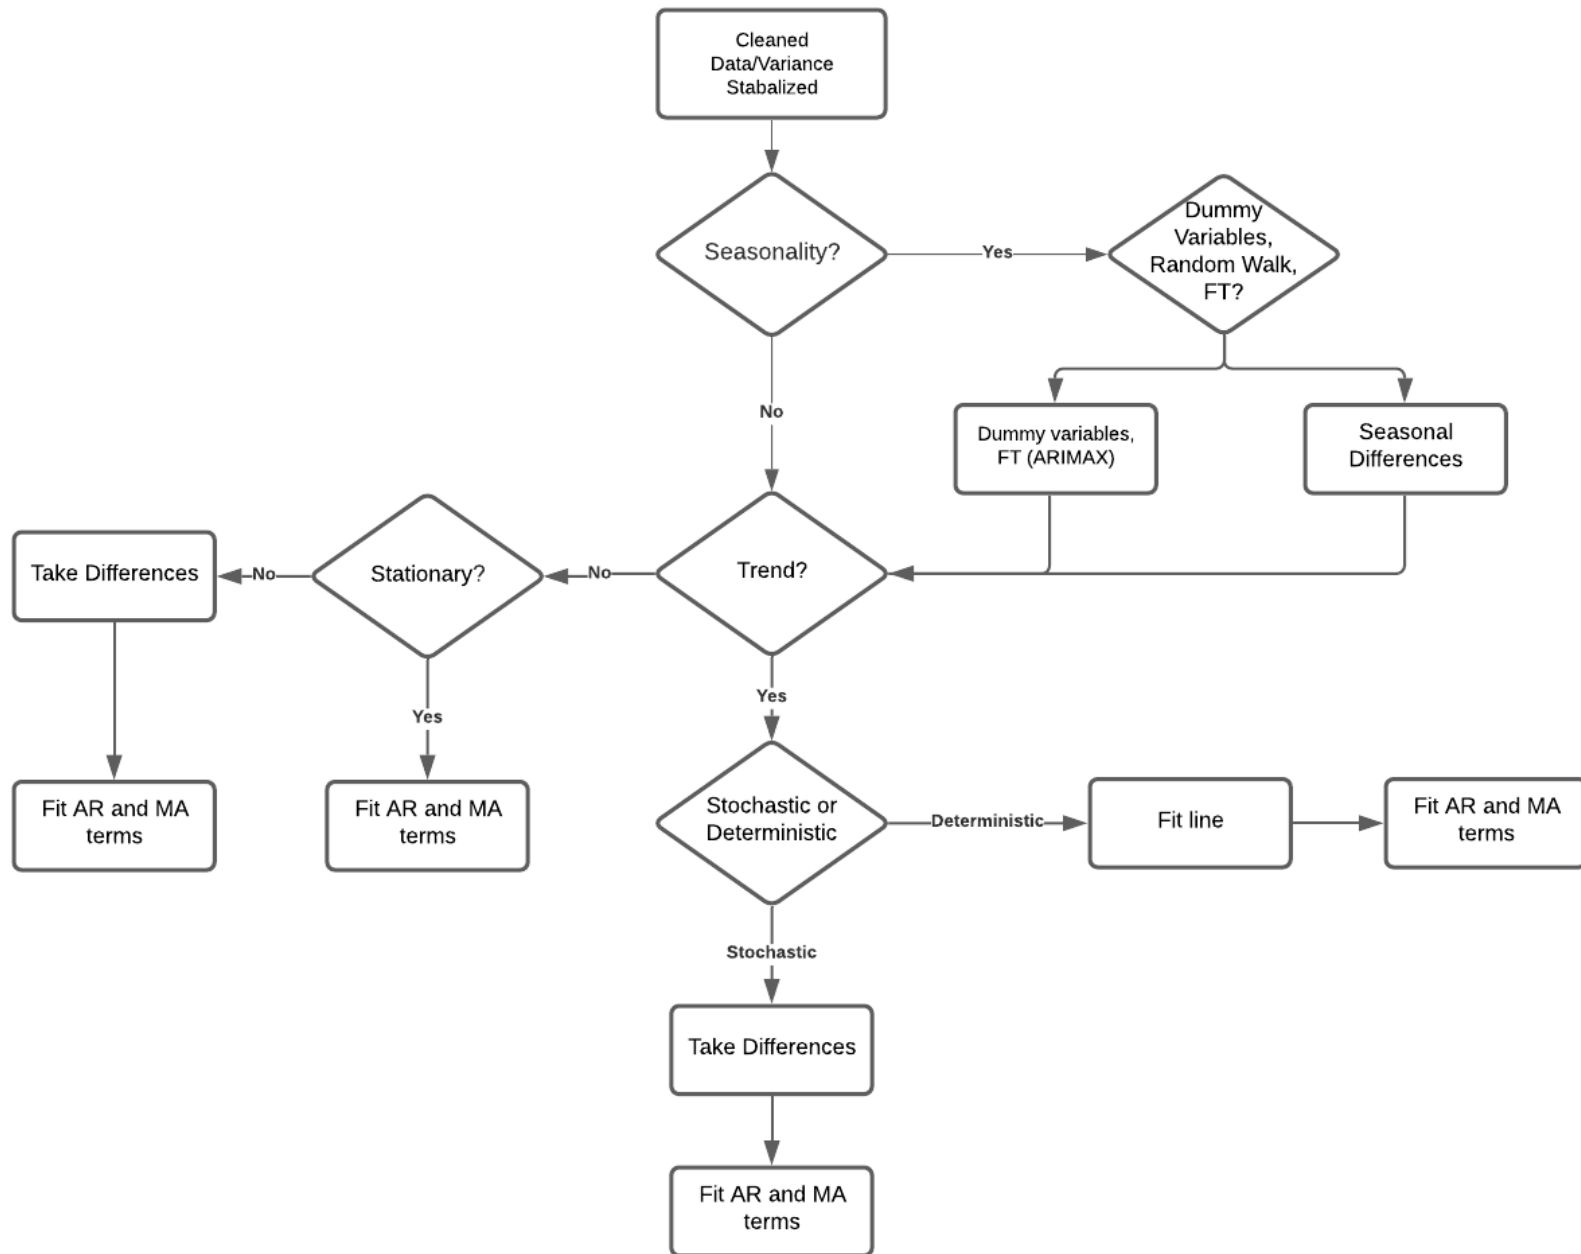 Cleaned
Data/Variance
Stabalized
Seasonality?
Yes
Dummy
Variables,
Random Walk,
FT?
No
Dummy variables,
FT (ARIMAX)
Seasonal
Differences
Take Differences
No
Stationary?
No
Trend?
Yes
Yes
Fit AR and MA
terms
Fit AR and MA
terms
Stochastic or
Deterministic
Deterministic
Fit line
Fit AR and MA
terms
Stochastic
Take Differences
Fit AR and MA
terms